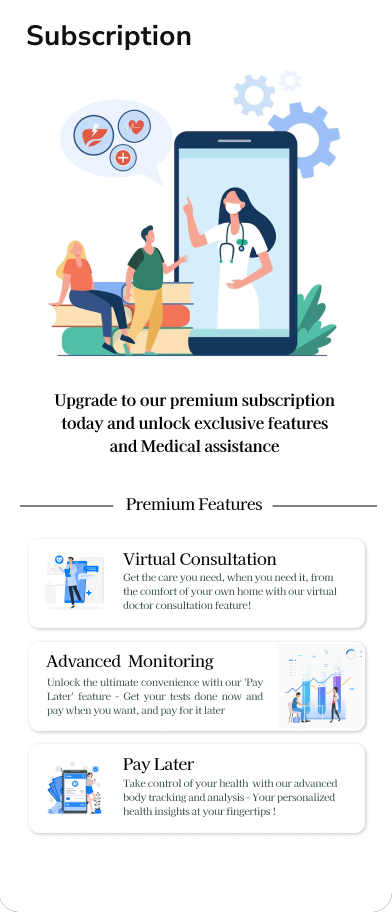 Subscription
Upgrade to our premium subscription
today and unlock exclusive features
and Medical assistance
Premium Features
Virtual Consultation
Get the care you need, when you need it, from
the comfort of your own home with our virtual
doctor consultation feature!
Advanced Monitoring
Unlock the ultimate convenience with our 'Pay
Later' feature - Get your tests done now and
pay when you want, and pay for it later
Pay Later
Take control of your health with our advanced
body tracking and analysis - Your personalized
health insights at your fingertips !